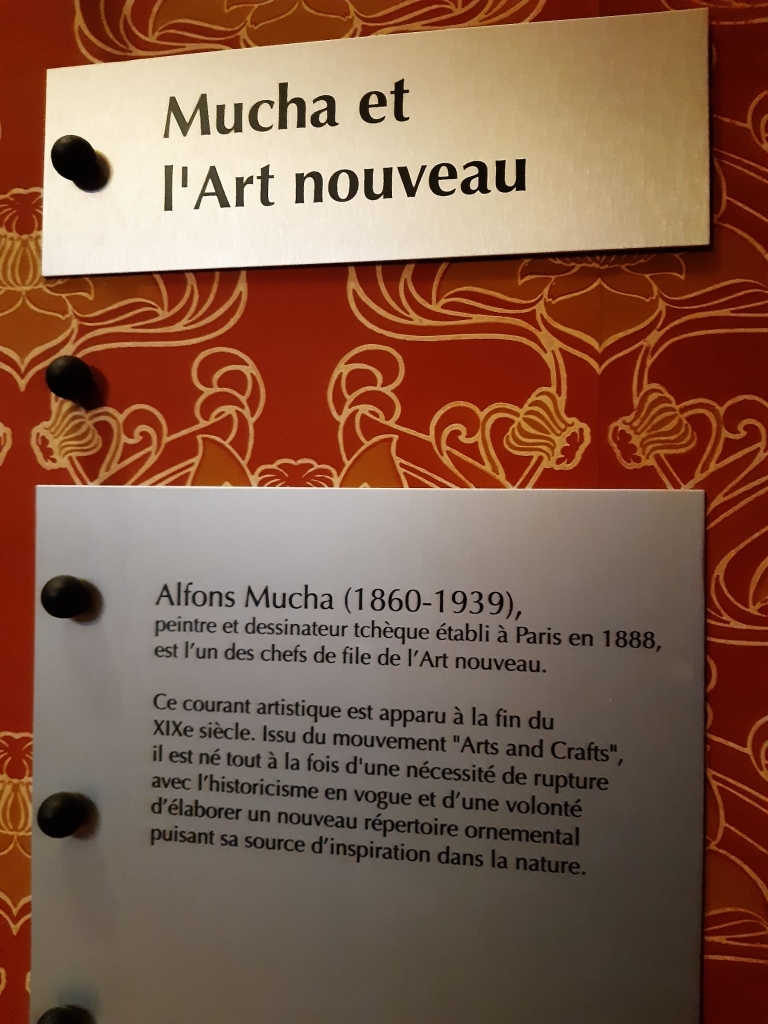 Mucha et
l'Art nouveau
Alfons Mucha (1860-1939),
peintre et dessinateur tchèque établi à Paris en 1888,
est l’un des chefs de file de l’Art nouveau.
Ce courant artistique est apparu à la fin du
XIXe siècle. Issu du mouvement "Arts and Crafts",
il est né tout à la fois d'une nécessité de rupture
avec l’historicisme en vogue et d’une volonté
d’élaborer un nouveau répertoire ornemental
puisant sa source d’inspiration dans la nature.